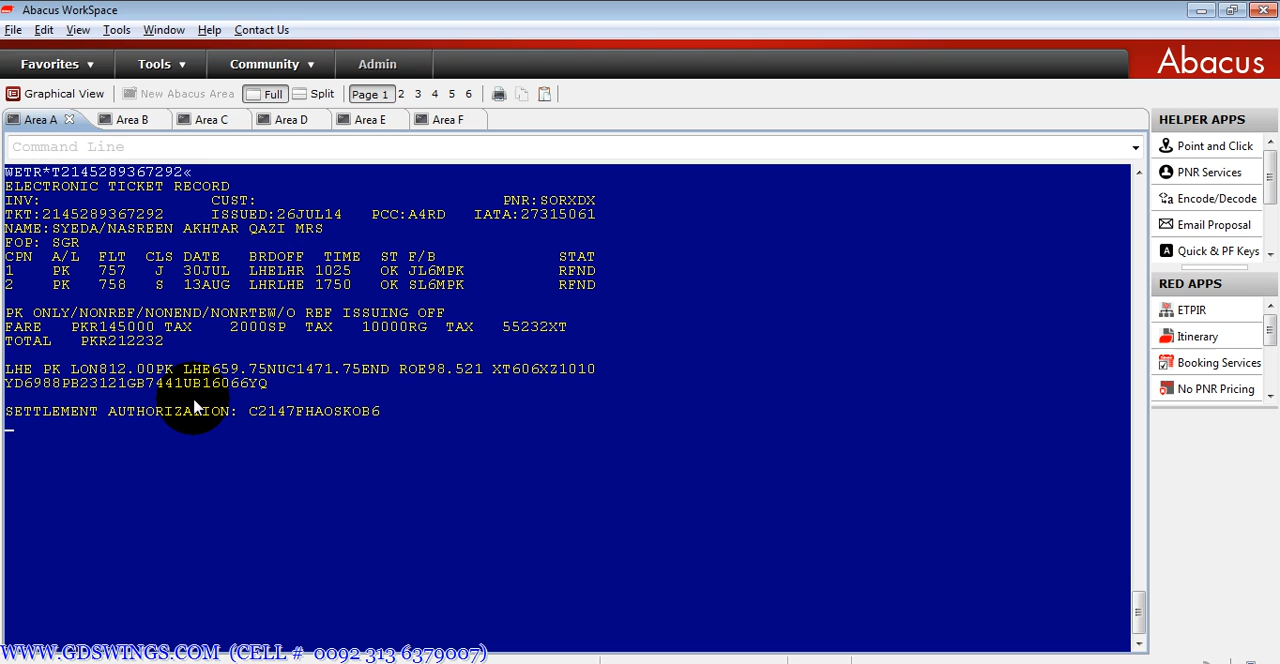 Abacus WorkSpace
File Edit View Tools Window Help Contact Us
Favorites Tools Community Admin
Abacus
Graphical View New Abacus Area Full Split Page 1 2 3 4 5 6
Area A Area B Area C Area D Area E Area F
Command Line
WETR*T2145289367292«
ELECTRONIC TICKET RECORD
INV: CUST: PNR:SORXDX
TKT:2145289367292 ISSUED:26JUL14 PCC:A4RD IATA:27315061
NAME:SYEDA/NASREEN AKHTAR QAZI MRS
FOP: SGR
CPN A/L FLT CLS DATE BRDOFF TIME ST F/B STAT
1 PK 757 J 30JUL LHELHR 1025 OK JL6MPK RFND
2 PK 758 S 13AUG LHRLHE 1750 OK SL6MPK RFND
PK ONLY/NONREF/NONEND/NONRTEW/O REF ISSUING OFF
FARE PKR145000 TAX 2000SP TAX 10000RG TAX 55232XT
TOTAL PKR212232
LHE PK LON812.00PK LHE659.75NUC1471.75END ROE98.521 XT606XZ1010
YD6988PB23121GB7441UB16066YQ
SETTLEMENT AUTHORIZATION: C2147FHAOSKOB6
HELPER APPS
Point and Click
PNR Services
Encode/Decode
Email Proposal
Quick & PF Keys
RED APPS
ETPIR
Itinerary
Booking Services
No PNR Pricing
WWW.GDSWINGS.COM (CELL # 0092 313 6379007)